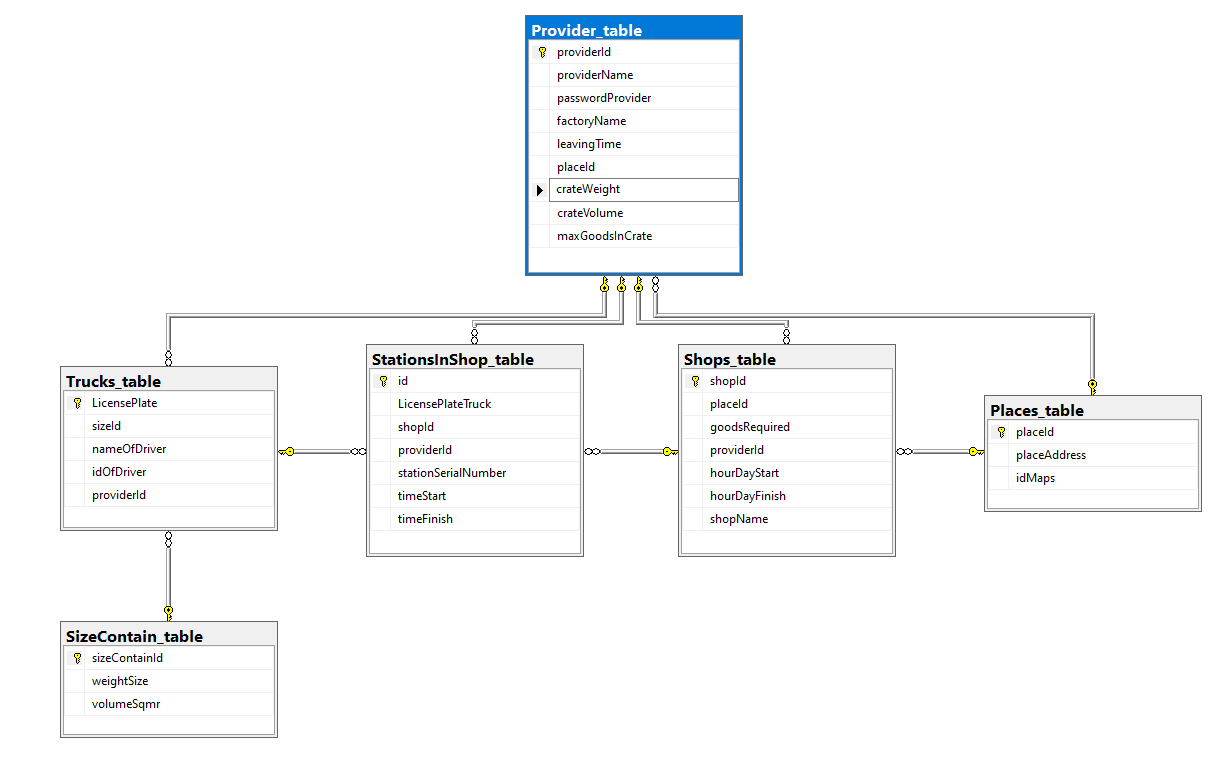 Provider_table
providerId
providerName
passwordProvider
factoryName
leavingTime
placeId
crateWeight
crateVolume
maxGoodsInCrate
Trucks_table
LicensePlate
sizeId
nameOfDriver
idOfDriver
providerId
StationsInShop_table
id
LicensePlateTruck
shopId
providerId
stationSerialNumber
timeStart
timeFinish
Shops_table
shopId
placeId
goodsRequired
providerId
hourDayStart
hourDayFinish
shopName
Places_table
placeId
placeAddress
idMaps
SizeContain_table
sizeContainId
weightSize
volumeSqmr